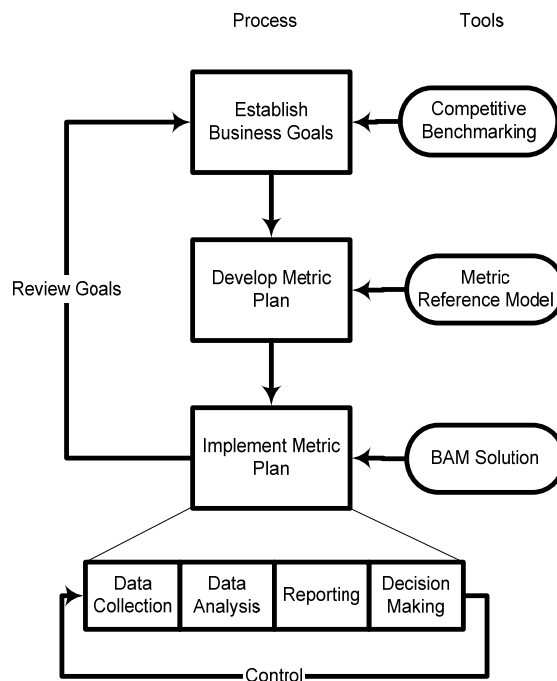 Process
Tools
Establish
Business Goals
Competitive
Benchmarking
Review Goals
Develop Metric
Plan
Metric
Reference Model
Implement Metric
Plan
BAM Solution
Data
Collection
Data
Analysis
Reporting
Decision
Making
Control